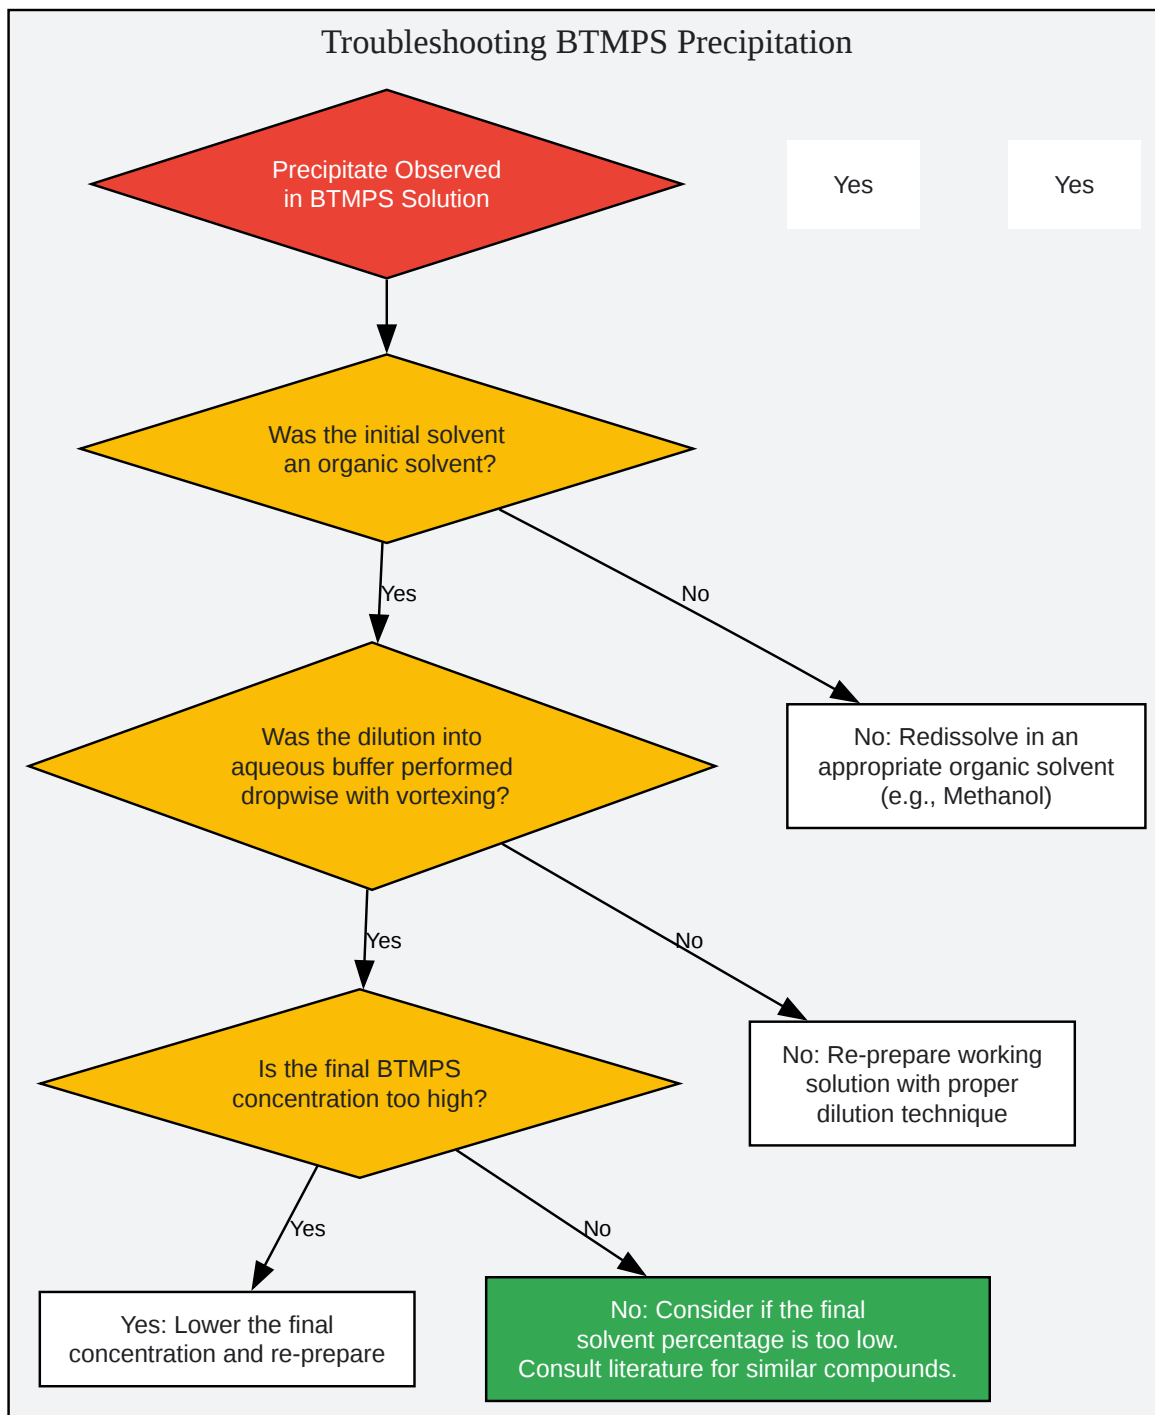 Troubleshooting BTMPS Precipitation
Precipitate Observed
in BTMPS Solution
Yes
Yes
Was the initial solvent
an organic solvent?
Yes
No
Was the dilution into
aqueous buffer performed
dropwise with vortexing?
No: Redissolve in an
appropriate organic solvent
(e.g., Methanol)
Yes
No
Is the final BTMPS
concentration too high?
No: Re-prepare working
solution with proper
dilution technique
Yes
No
Yes: Lower the final
concentration and re-prepare
No: Consider if the final
solvent percentage is too low.
Consult literature for similar compounds.